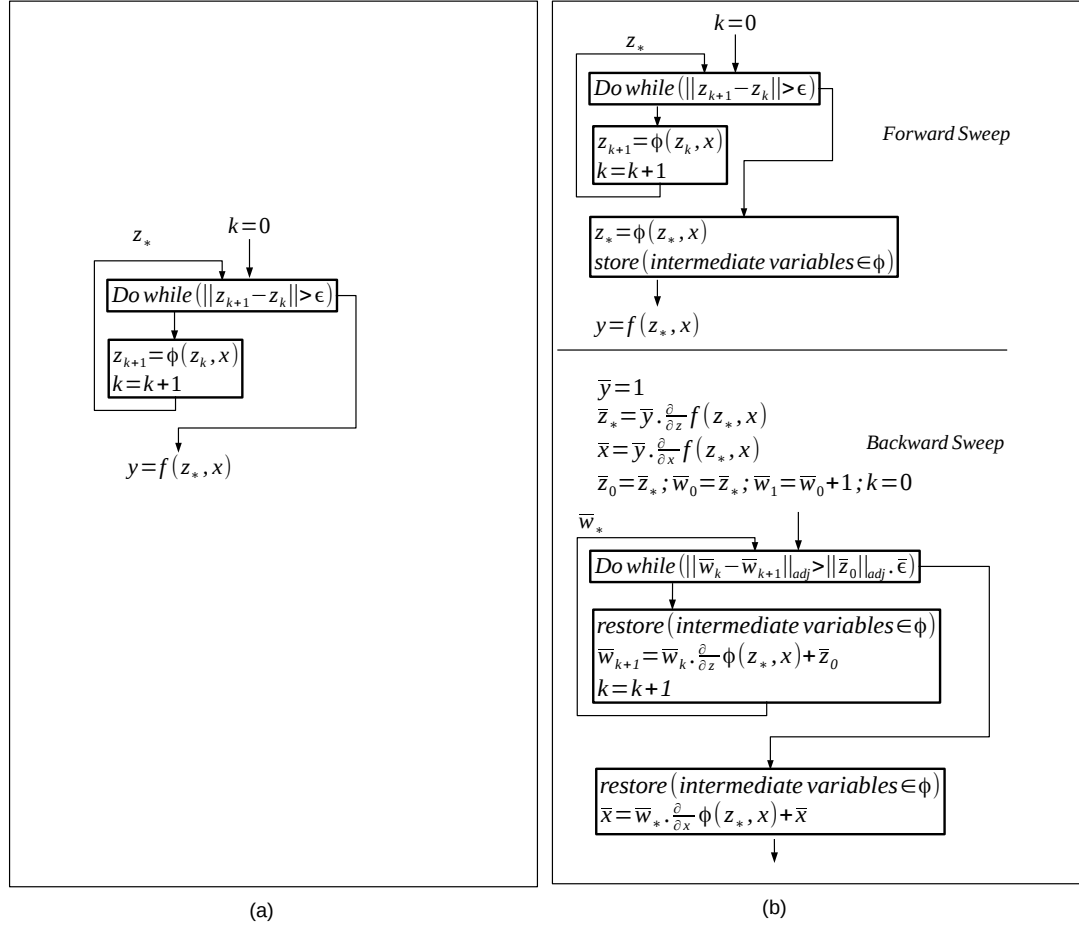 k=0
z_*
Do while(||z_{k+1}−z_k||>ϵ)
z_{k+1}=ϕ(z_k,x)
k=k+1
y=f(z_*,x)
(a)
k=0
z_*
Do while(||z_{k+1}−z_k||>ϵ)
Forward Sweep
z_{k+1}=ϕ(z_k,x)
k=k+1
z_*=ϕ(z_*,x)
store(intermediate variables∈ϕ)
y=f(z_*,x)
y̅=1
z̅_*=y̅.∂/∂z f(z_*,x)
x̅=y̅.∂/∂x f(z_*,x)
Backward Sweep
z̅_0=z̅_*;w̅_0=z̅_*;w̅_1=w̅_0+1;k=0
w̅_*
Do while(||w̅_k−w̅_{k+1}||_{adj}>||z̅_0||_{adj}.ϵ̅)
restore(intermediate variables∈ϕ)
w̅_{k+1}=w̅_k.∂/∂z ϕ(z_*,x)+z̅_0
k=k+1
restore(intermediate variables∈ϕ)
x̅=w̅_*.∂/∂x ϕ(z_*,x)+x̅
(b)